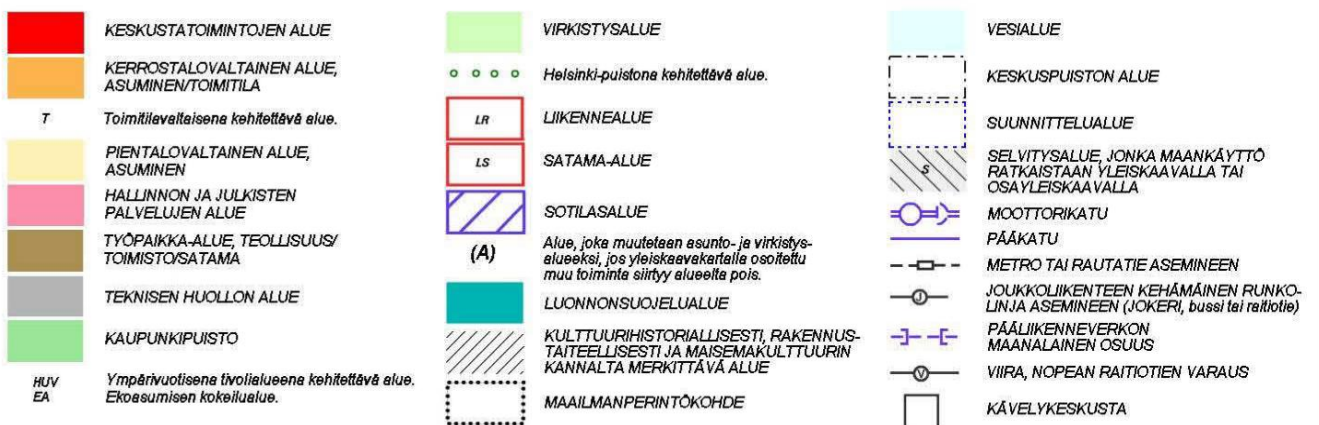 KESKUSTATOIMINTOJEN ALUE
KERROSTALOVALTAINEN ALUE,
ASUMINEN/TOIMITILA
T
Toimitilavaltaisena kehitettävä alue.
PIENTALOVALTAINEN ALUE,
ASUMINEN
HALLINNON JA JULKISTEN
PALVELUJEN ALUE
TYÖPAIKKA-ALUE, TEOLLISUUS/
TOIMISTO/SATAMA
TEKNISEN HUOLLON ALUE
KAUPUNKIPUISTO
HUV
Ympärivuotisena tivolialueena kehitettävä alue.
EA
Ekoasumisen kokeilualue.
VIRKISTYSALUE
Helsinki-puistona kehitettävä alue.
LR
LIIKENNEALUE
LS
SATAMA-ALUE
SOTILASALUE
(A)
Alue, joka muutetaan asunto- ja virkistys-
alueeksi, jos yleiskaavakartalla osoitettu
muu toiminta siirtyy alueelta pois.
LUONNONSUOJELUALUE
KULTTUURIHISTORIALLISESTI, RAKENNUS-
TAITEELLISESTI JA MAISEMAKULTTUURIN
KANNALTA MERKITTÄVÄ ALUE
MAAILMANPERINTÖKOHDE
VESIALUE
KESKUSPUISTON ALUE
SUUNNITTELUALUE
S
SELVITYSALUE, JONKA MAANKÄYTTÖ
RATKAISTAAN YLEISKAAVALLA TAI
OSAYLEISKAAVALLA
MOOTTORIKATU
PÄÄKATU
METRO TAI RAUTATIE ASEMINEEN
J
JOUKKOLIIKENTEEN KEHÄMÄINEN RUNKO-
LINJA ASEMINEEN (JOKERI, bussi tai raitiotie)
PÄÄLIIKENNEVERKON
MAANALAINEN OSUUS
V
VIIRA, NOPEAN RAITIOTIEN VARAUS
KÄVELYKESKUSTA